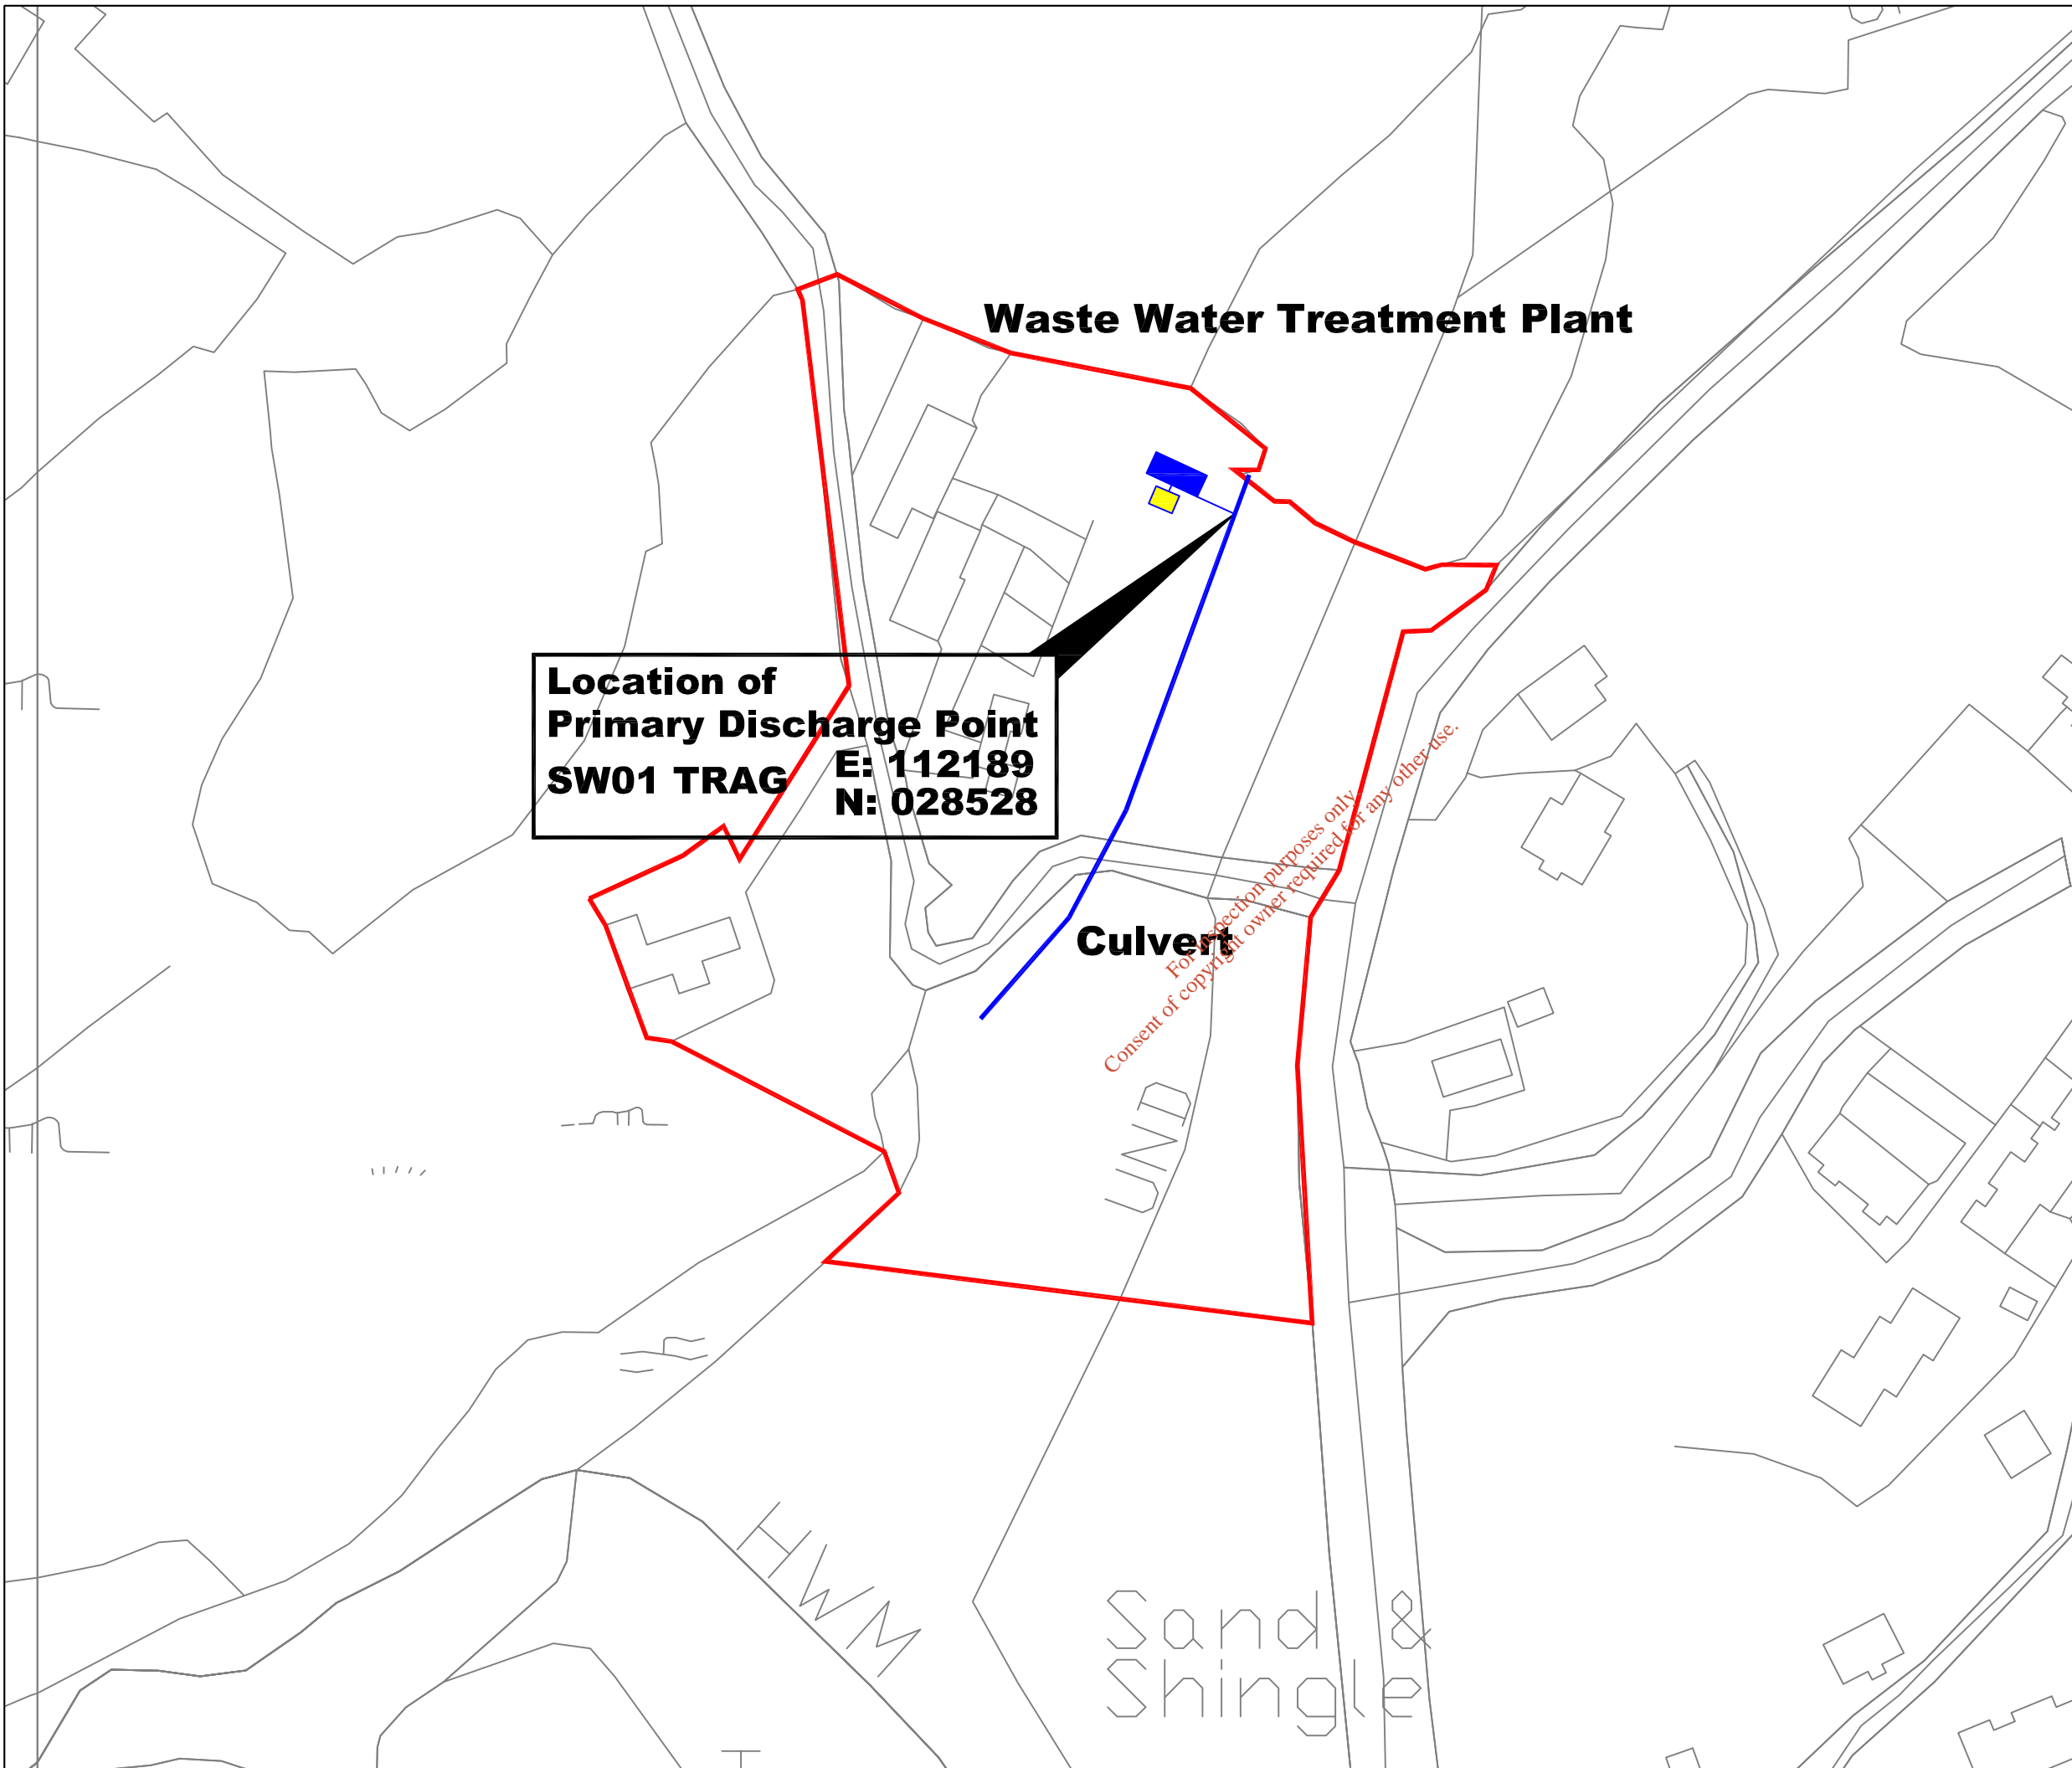 Waste Water Treatment Plant
Location of
Primary Discharge Point
SW01 TRAG
E: 112189
N: 028528
Culvert
For inspection purposes only.
Consent of copyright owner required for any other use.
UND
HWM
Sand &
Shingle